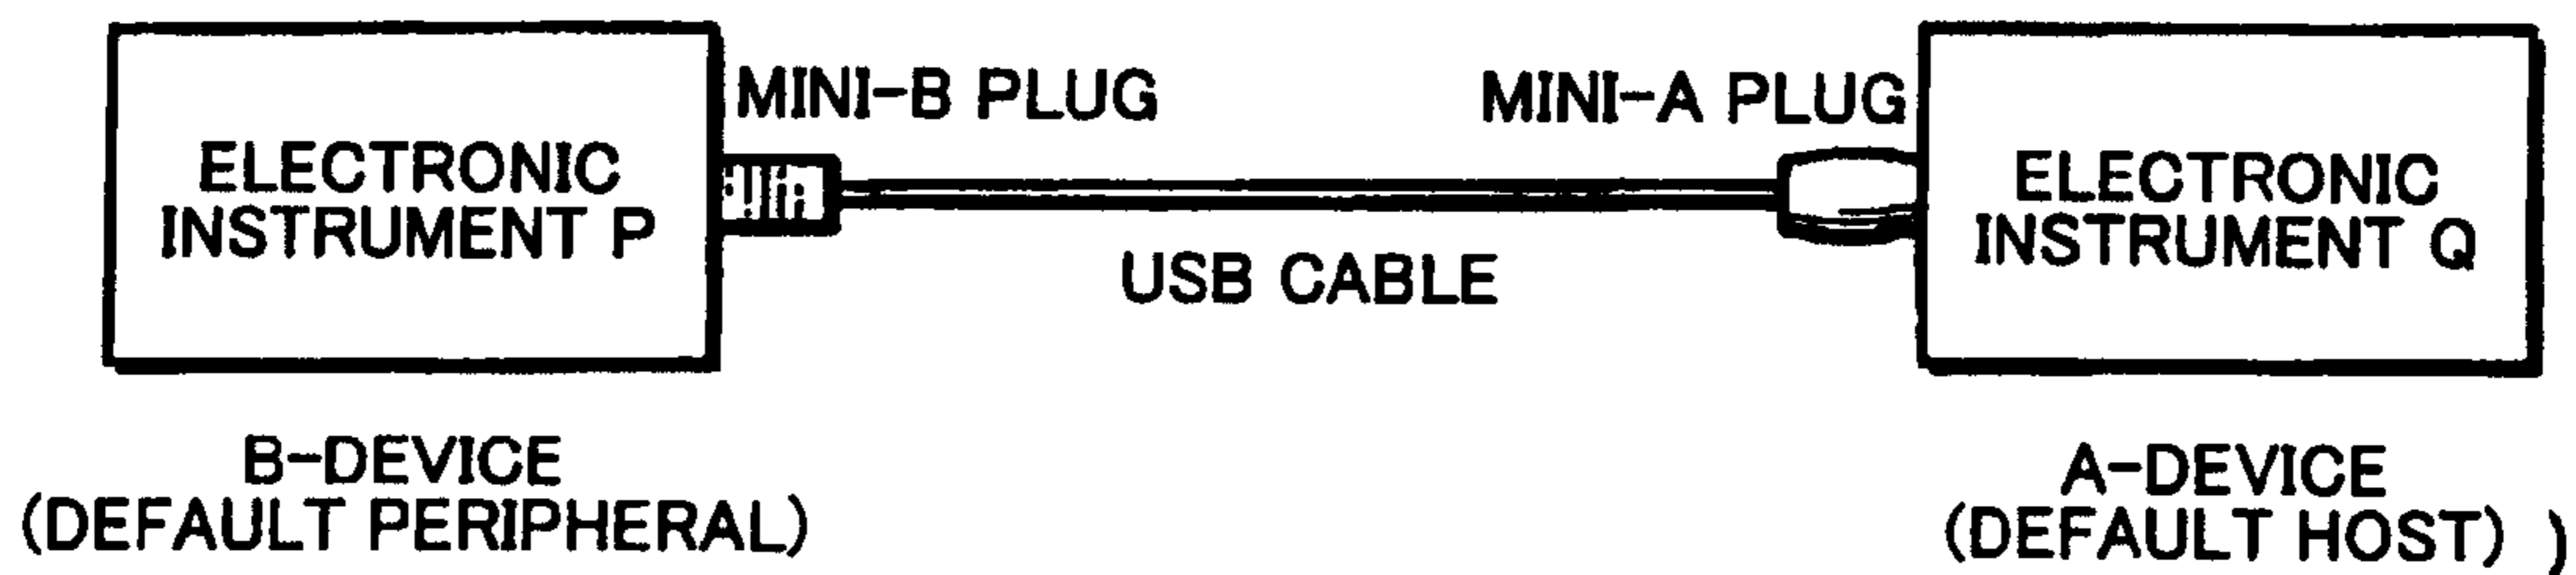 MINI-B PLUG
MINI-A PLUG
ELECTRONIC
INSTRUMENT P
ELECTRONIC
INSTRUMENT Q
USB CABLE
B-DEVICE
(DEFAULT PERIPHERAL)
A-DEVICE
(DEFAULT HOST) )